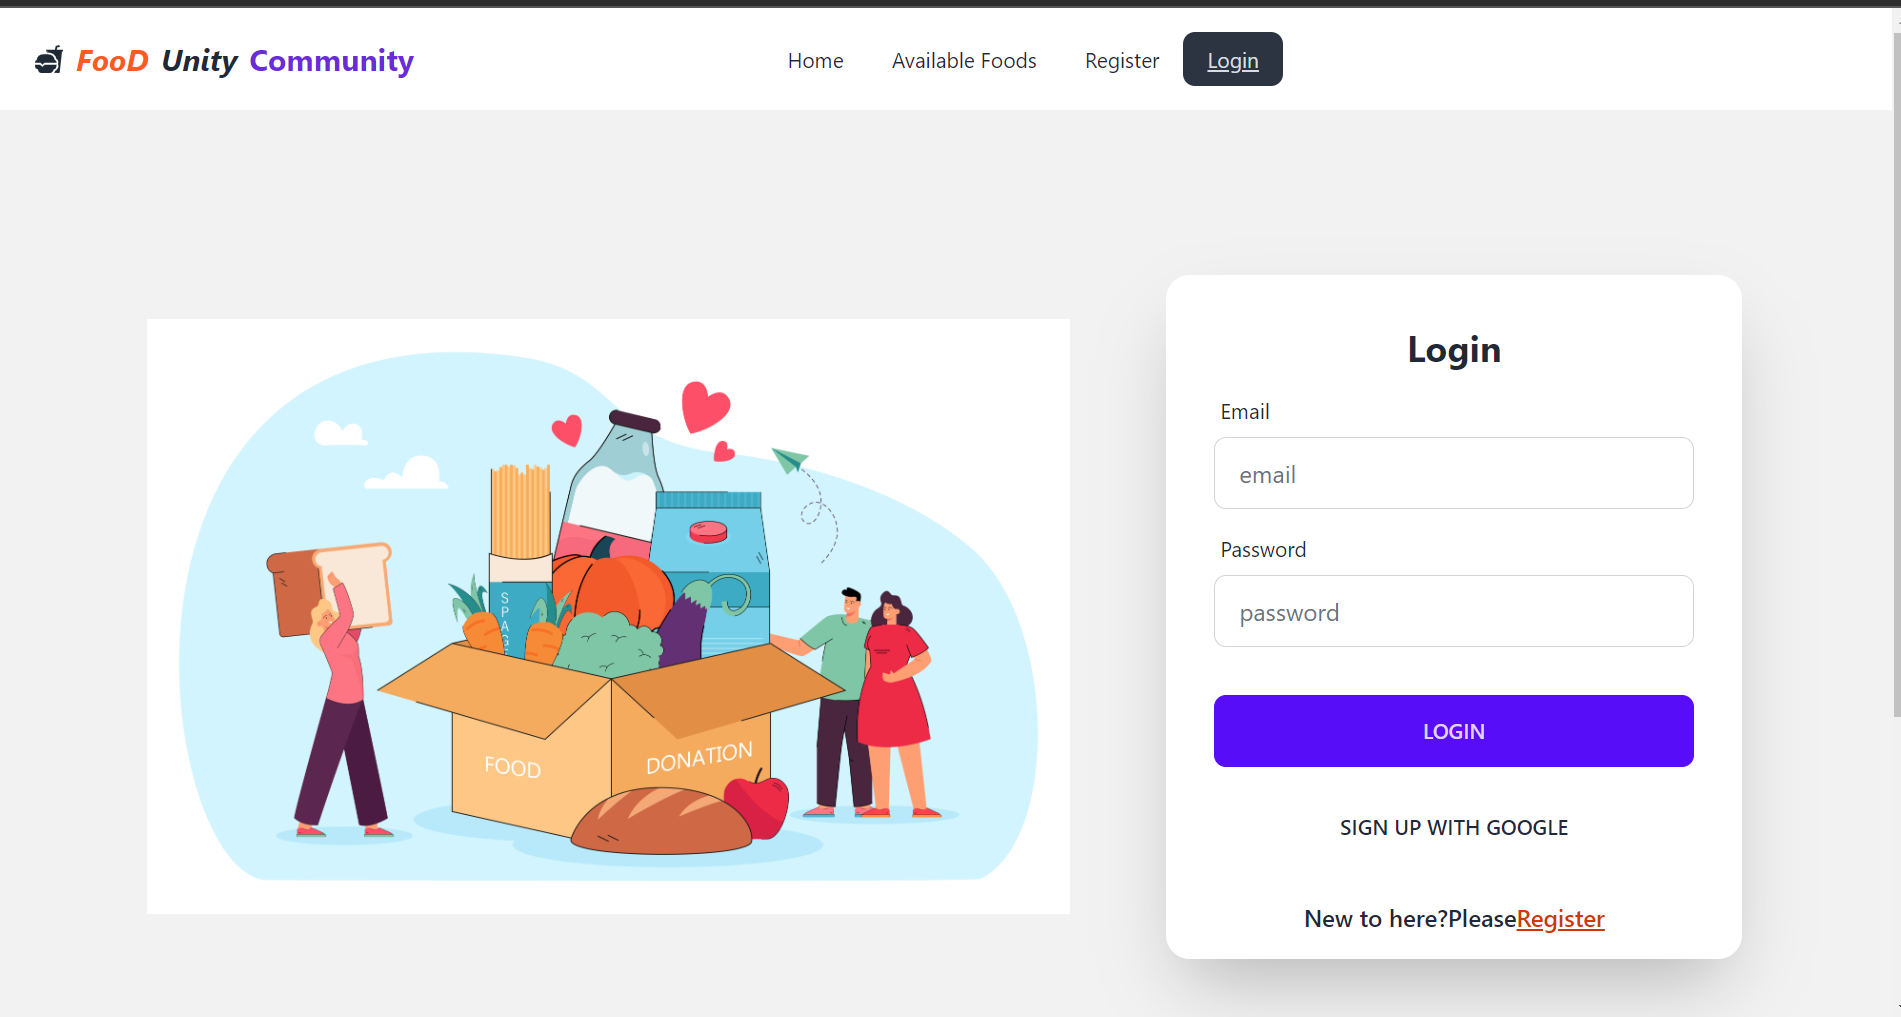 FooD Unity Community
Home Available Foods Register Login
SPAG
FOOD
DONATION
Login
Email
email
Password
password
LOGIN
SIGN UP WITH GOOGLE
New to here?PleaseRegister